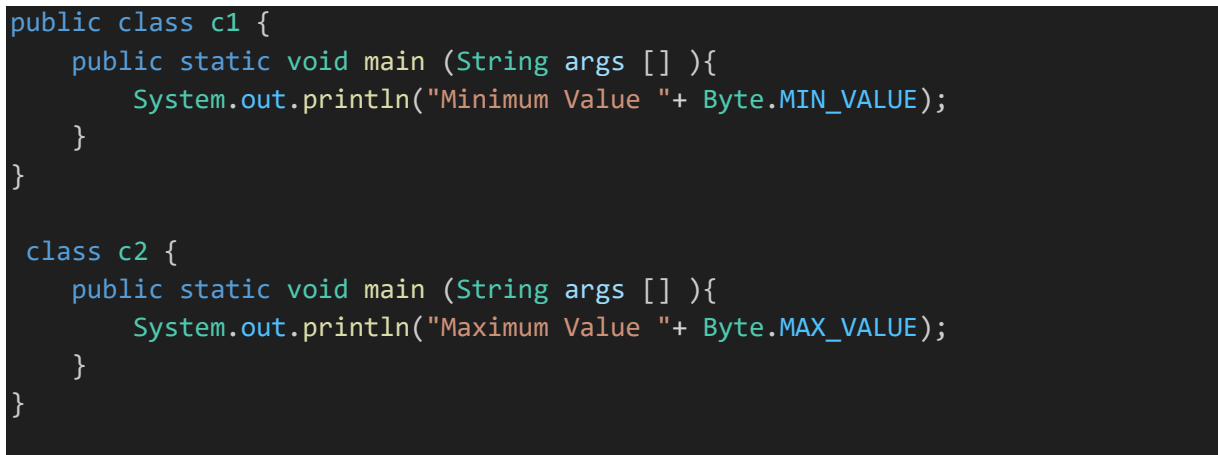 public class c1 {
    public static void main (String args [] ){
        System.out.println("Minimum Value "+ Byte.MIN_VALUE);
    }
}

 class c2 {
    public static void main (String args [] ){
        System.out.println("Maximum Value "+ Byte.MAX_VALUE);
    }
}